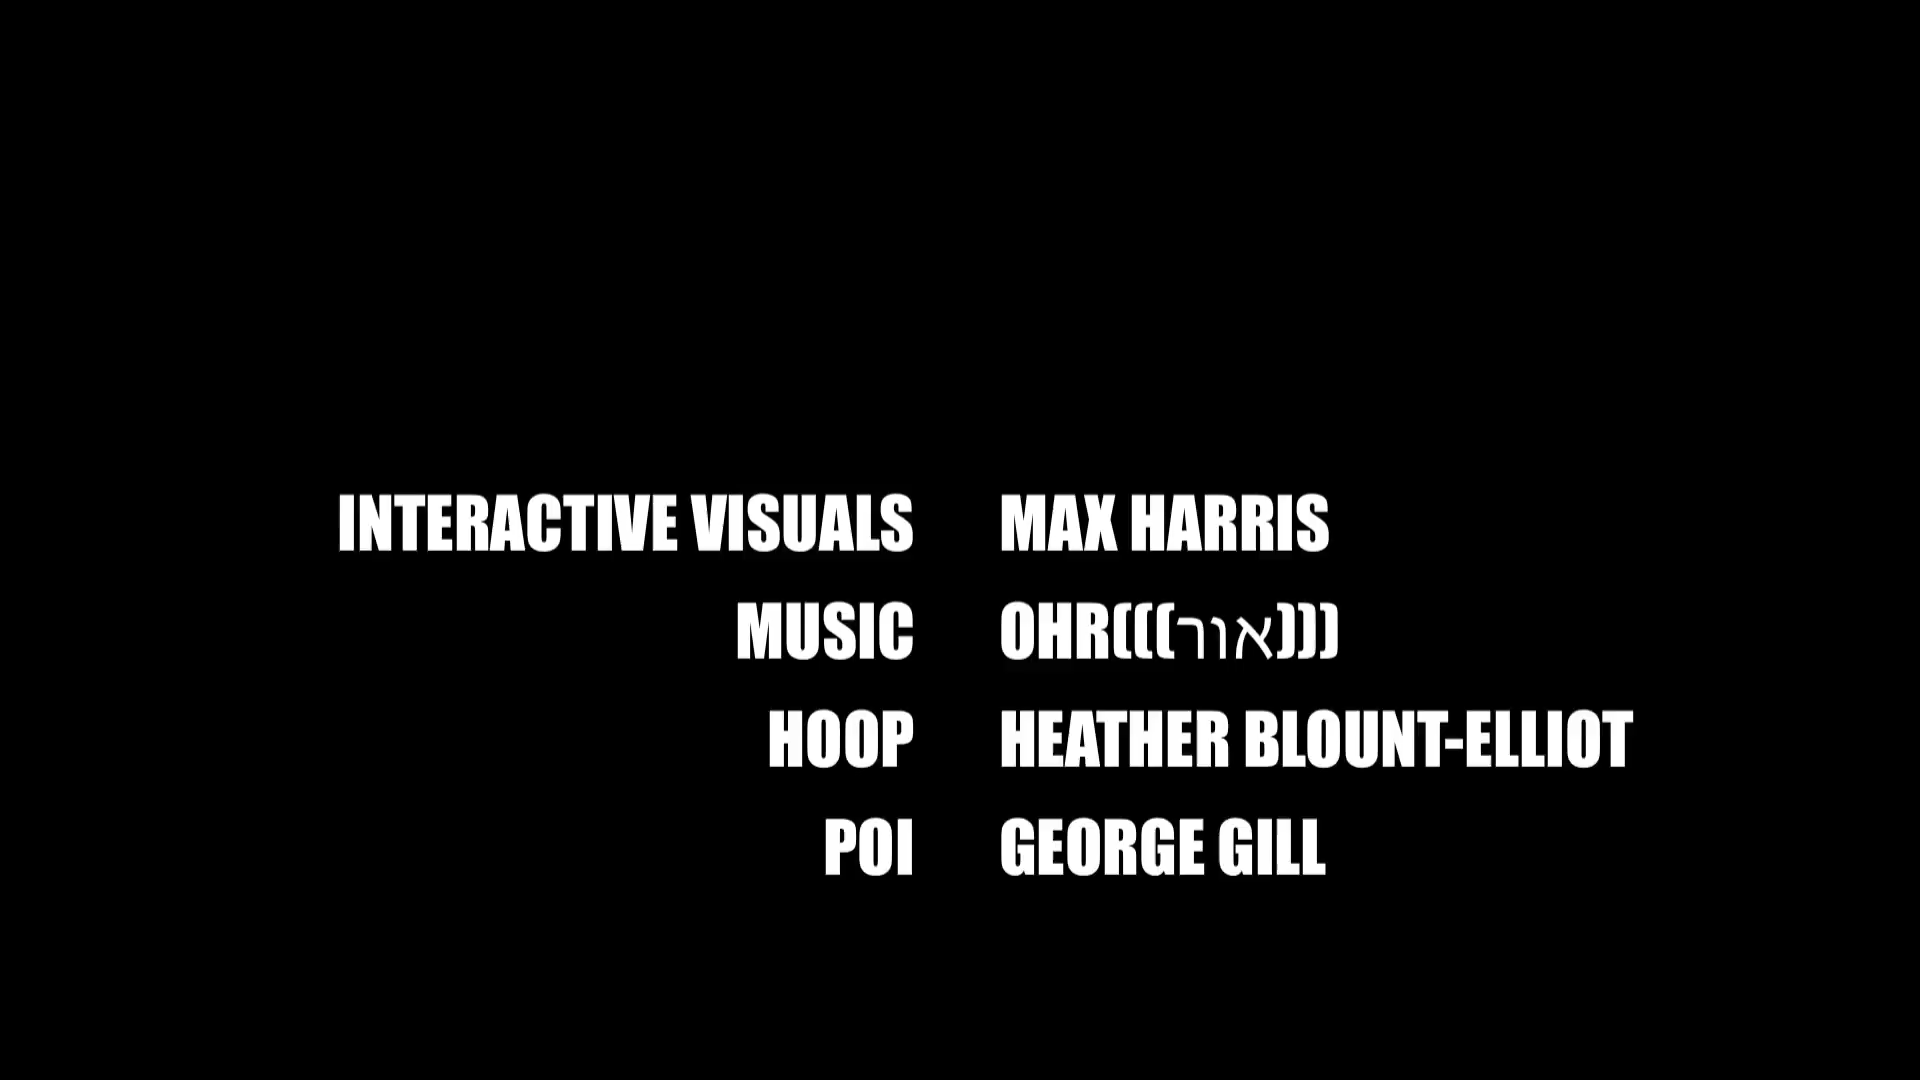 INTERACTIVE VISUALS MAX HARRIS
MUSIC OHR(((אור)))
HOOP HEATHER BLOUNT-ELLIOT
POI GEORGE GILL